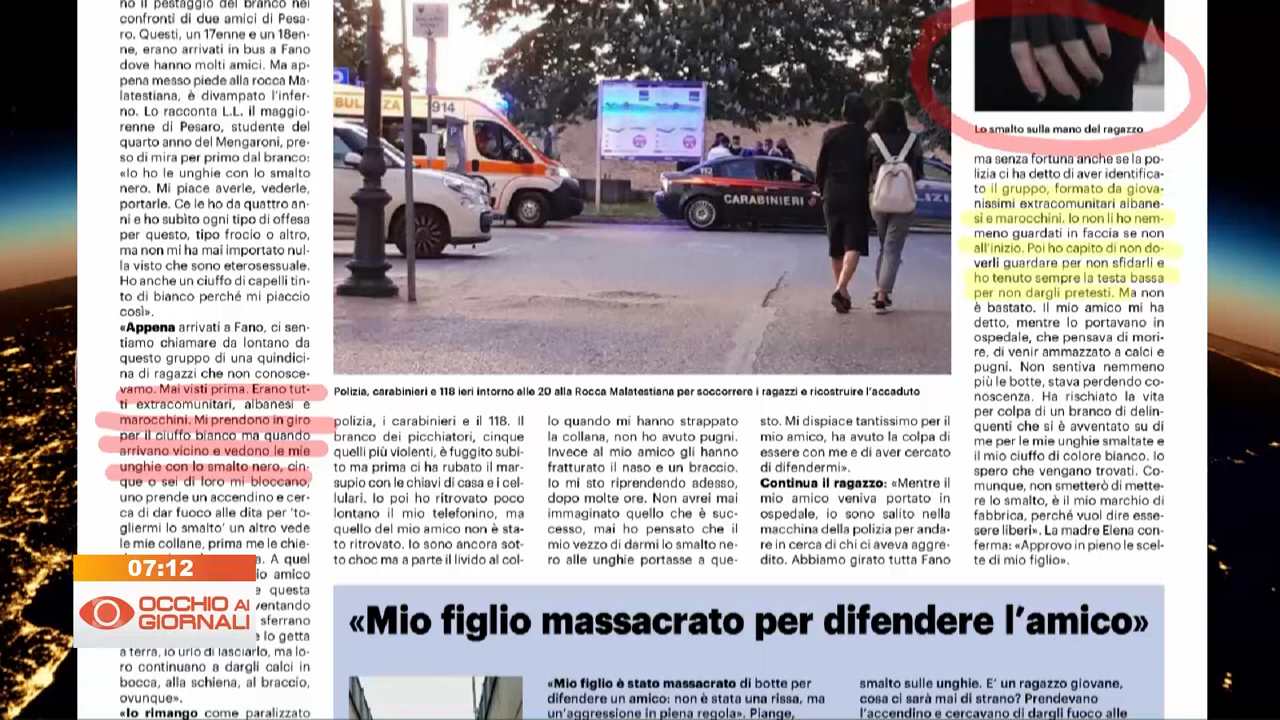 no il pestaggio del branco nei
confronti di due amici di Pesa-
ro. Questi, un 17enne e un 18en-
ne, erano arrivati in bus a Fano
dove hanno molti amici. Ma ap-
pena messo piede alla rocca Ma-
latestiana, è divampato l'infer-
no. Lo racconta L.L. il maggio-
renne di Pesaro, studente del
quarto anno del Mengaroni, pre-
so di mira per primo dal branco:
«Io ho le unghie con lo smalto
nero. Mi piace averle, vederle,
portarle. Ce le ho da quattro an-
ni e ho subìto ogni tipo di offesa
per questo, tipo frocio o altro,
ma non mi ha mai importato nul-
la visto che sono eterosessuale.
Ho anche un ciuffo di capelli tin-
to di bianco perché mi piaccio
così».
«Appena arrivati a Fano, ci sen-
tiamo chiamare da lontano da
questo gruppo di una quindici-
na di ragazzi che non conosce-
vamo. Mai visti prima. Erano tut-
ti extracomunitari, albanesi e
marocchini. Mi prendono in giro
per il ciuffo bianco ma quando
arrivano vicino e vedono le mie
unghie con lo smalto nero, cin-
que o sei di loro mi bloccano,
uno prende un accendino e cer-
ca di dar fuoco alle dita per 'to-
gliermi lo smalto' un altro vede
le mie collane, prima me le chie-
a. A quel
io amico
e questa
ventando
sferrano
e lo getta
a terra, io urlo di lasciarlo, ma lo-
ro continuano a dargli calci in
bocca, alla schiena, al braccio,
ovunque».
«Io rimango come paralizzato
07:12
OCCHIO AI
GIORNALI
BULANZA
1914
112
CARABINIERI
LIZIA
Polizia, carabinieri e 118 ieri intorno alle 20 alla Rocca Malatestiana per soccorrere i ragazzi e ricostruire l'accaduto
polizia, i carabinieri e il 118. Il
branco dei picchiatori, cinque
quelli più violenti, è fuggito subi-
to ma prima ci ha rubato il mar-
supio con le chiavi di casa e i cel-
lulari. Io poi ho ritrovato poco
lontano il mio telefonino, ma
quello del mio amico non è sta-
to ritrovato. Io sono ancora sot-
to choc ma a parte il livido al col-
lo quando mi hanno strappato
la collana, non ho avuto pugni.
Invece al mio amico gli hanno
fratturato il naso e un braccio.
Io mi sto riprendendo adesso,
dopo molte ore. Non avrei mai
immaginato quello che è suc-
cesso, mai ho pensato che il
mio vezzo di darmi lo smalto ne-
ro alle unghie portasse a que-
sto. Mi dispiace tantissimo per il
mio amico, ha avuto la colpa di
essere con me e di aver cercato
di difendermi».
Continua il ragazzo: «Mentre il
mio amico veniva portato in
ospedale, io sono salito nella
macchina della polizia per anda-
re in cerca di chi ci aveva aggre-
dito. Abbiamo girato tutta Fano
Lo smalto sulla mano del ragazzo
ma senza fortuna anche se la po-
lizia ci ha detto di aver identifica-
to il gruppo, formato da giova-
nissimi extracomunitari albane-
si e marocchini. Io non li ho nem-
meno guardati in faccia se non
all'inizio. Poi ho capito di non do-
verli guardare per non sfidarli e
ho tenuto sempre la testa bassa
per non dargli pretesti. Ma non
è bastato. Il mio amico mi ha
detto, mentre lo portavano in
ospedale, che pensava di mori-
re, di venir ammazzato a calci e
pugni. Non sentiva nemmeno
più le botte, stava perdendo co-
noscenza. Ha rischiato la vita
per colpa di un branco di delin-
quenti che si è avventato su di
me per le mie unghie smaltate e
il mio ciuffo di colore bianco. Io
spero che vengano trovati. Co-
munque, non smetterò di mette-
re lo smalto, è il mio marchio di
fabbrica, perché vuol dire es-
sere liberi». La madre Elena con-
ferma: «Approvo in pieno le scel-
te di mio figlio».
«Mio figlio massacrato per difendere l'amico»
«Mio figlio è stato massacrato di botte per
difendere un amico: non è stata una rissa, ma
un'aggressione in piena regola». Piange,
smalto sulle unghie. E' un ragazzo giovane,
cosa ci sarà mai di strano? Prendevano
l'accendino e cercavano di dargli fuoco alle